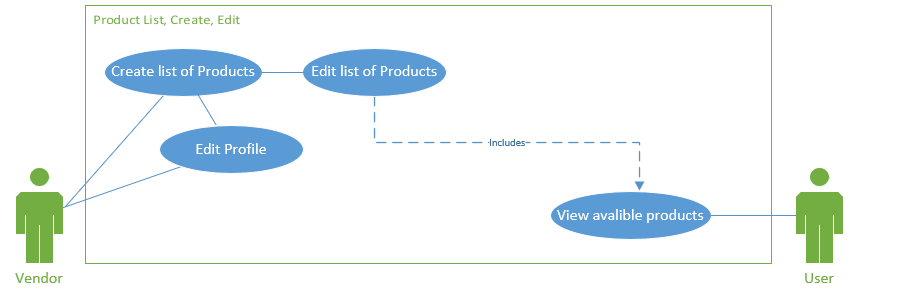 Product List, Create, Edit
Create list of Products
Edit list of Products
Includes
Edit Profile
View avalible products
Vendor
User